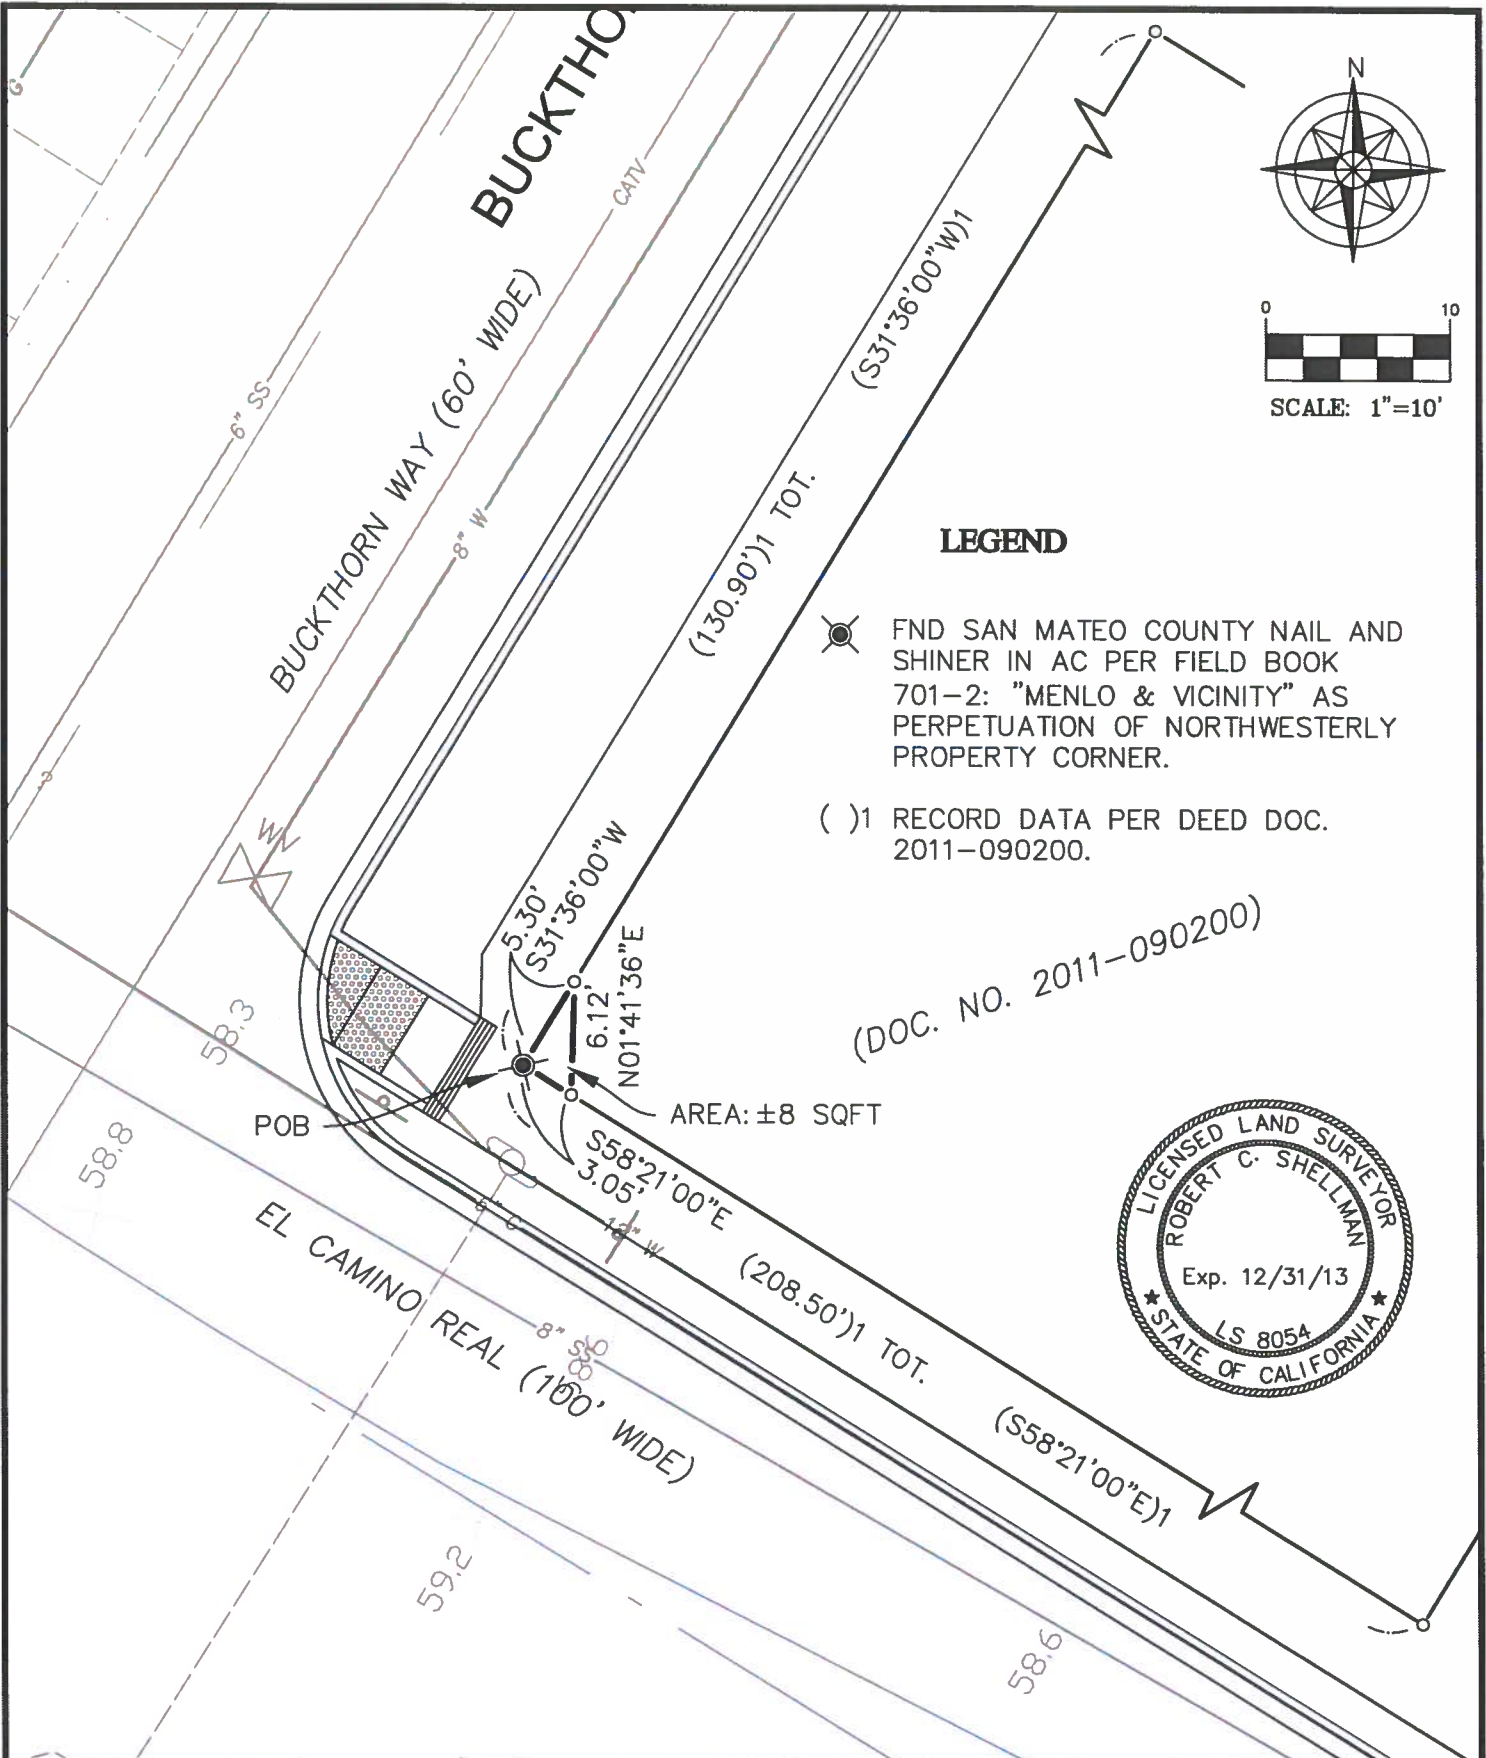 BUCKTHO
N
G
CATV
BUCKTHORN WAY (60' WIDE)
(S31°36'00"W)1
0 10
SCALE: 1"=10'
6" SS
8" W
(130.90')1 TOT.
LEGEND
FND SAN MATEO COUNTY NAIL AND
SHINER IN AC PER FIELD BOOK
701-2: "MENLO & VICINITY" AS
PERPETUATION OF NORTHWESTERLY
PROPERTY CORNER.
( )1 RECORD DATA PER DEED DOC.
2011-090200.
WV
5.30'
S31°36'00"W
6.12'
N01°41'36"E
(DOC. NO. 2011-090200)
58.3
POB
AREA: ±8 SQFT
58.8
S58°21'00"E
3.05'
EL CAMINO REAL (100' WIDE)
6" G
12" W
8" SS
(208.50')1 TOT.
(S58°21'00"E)1
LICENSED LAND SURVEYOR
ROBERT C. SHELLMAN
Exp. 12/31/13
LS 8054
STATE OF CALIFORNIA
59.2
58.6